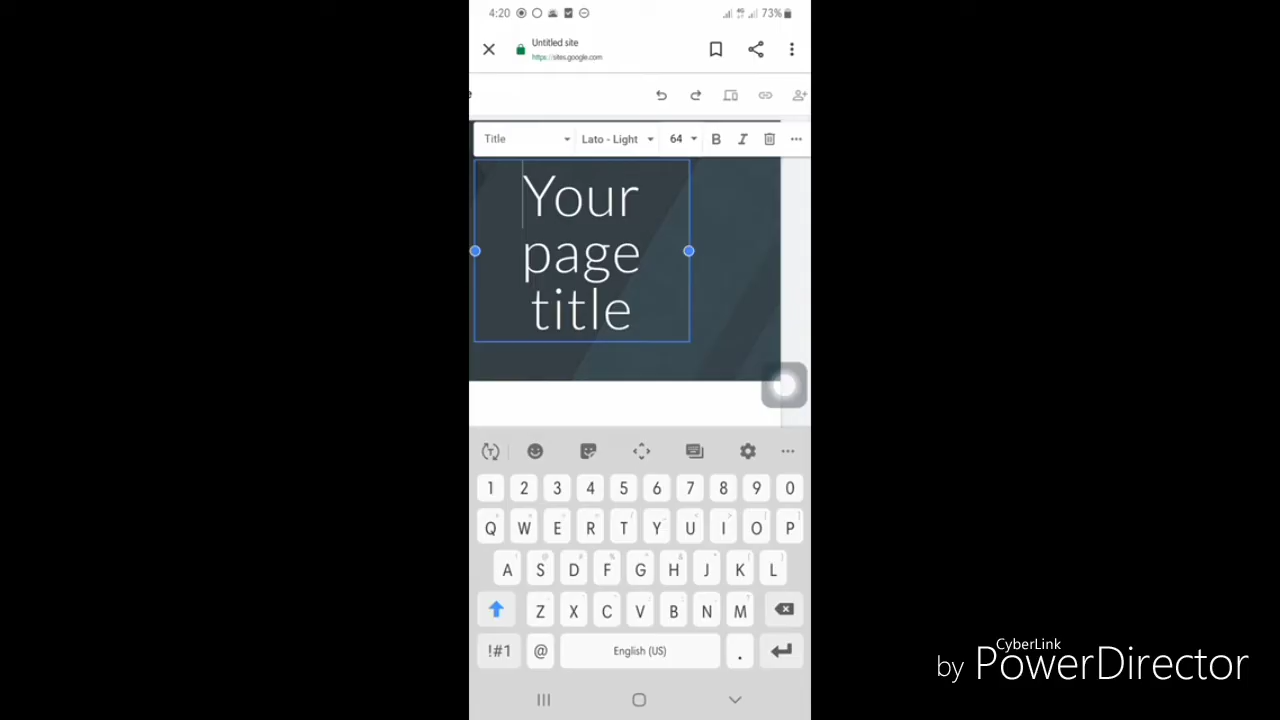 4:20 73%
Untitled site
https://sites.google.com
Title Lato - Light 64 B I
Your
page
title
1 2 3 4 5 6 7 8 9 0
Q W E R T Y U I O P
A S D F G H J K L
Z X C V B N M
!#1 @ English (US) .
CyberLink
by PowerDirector